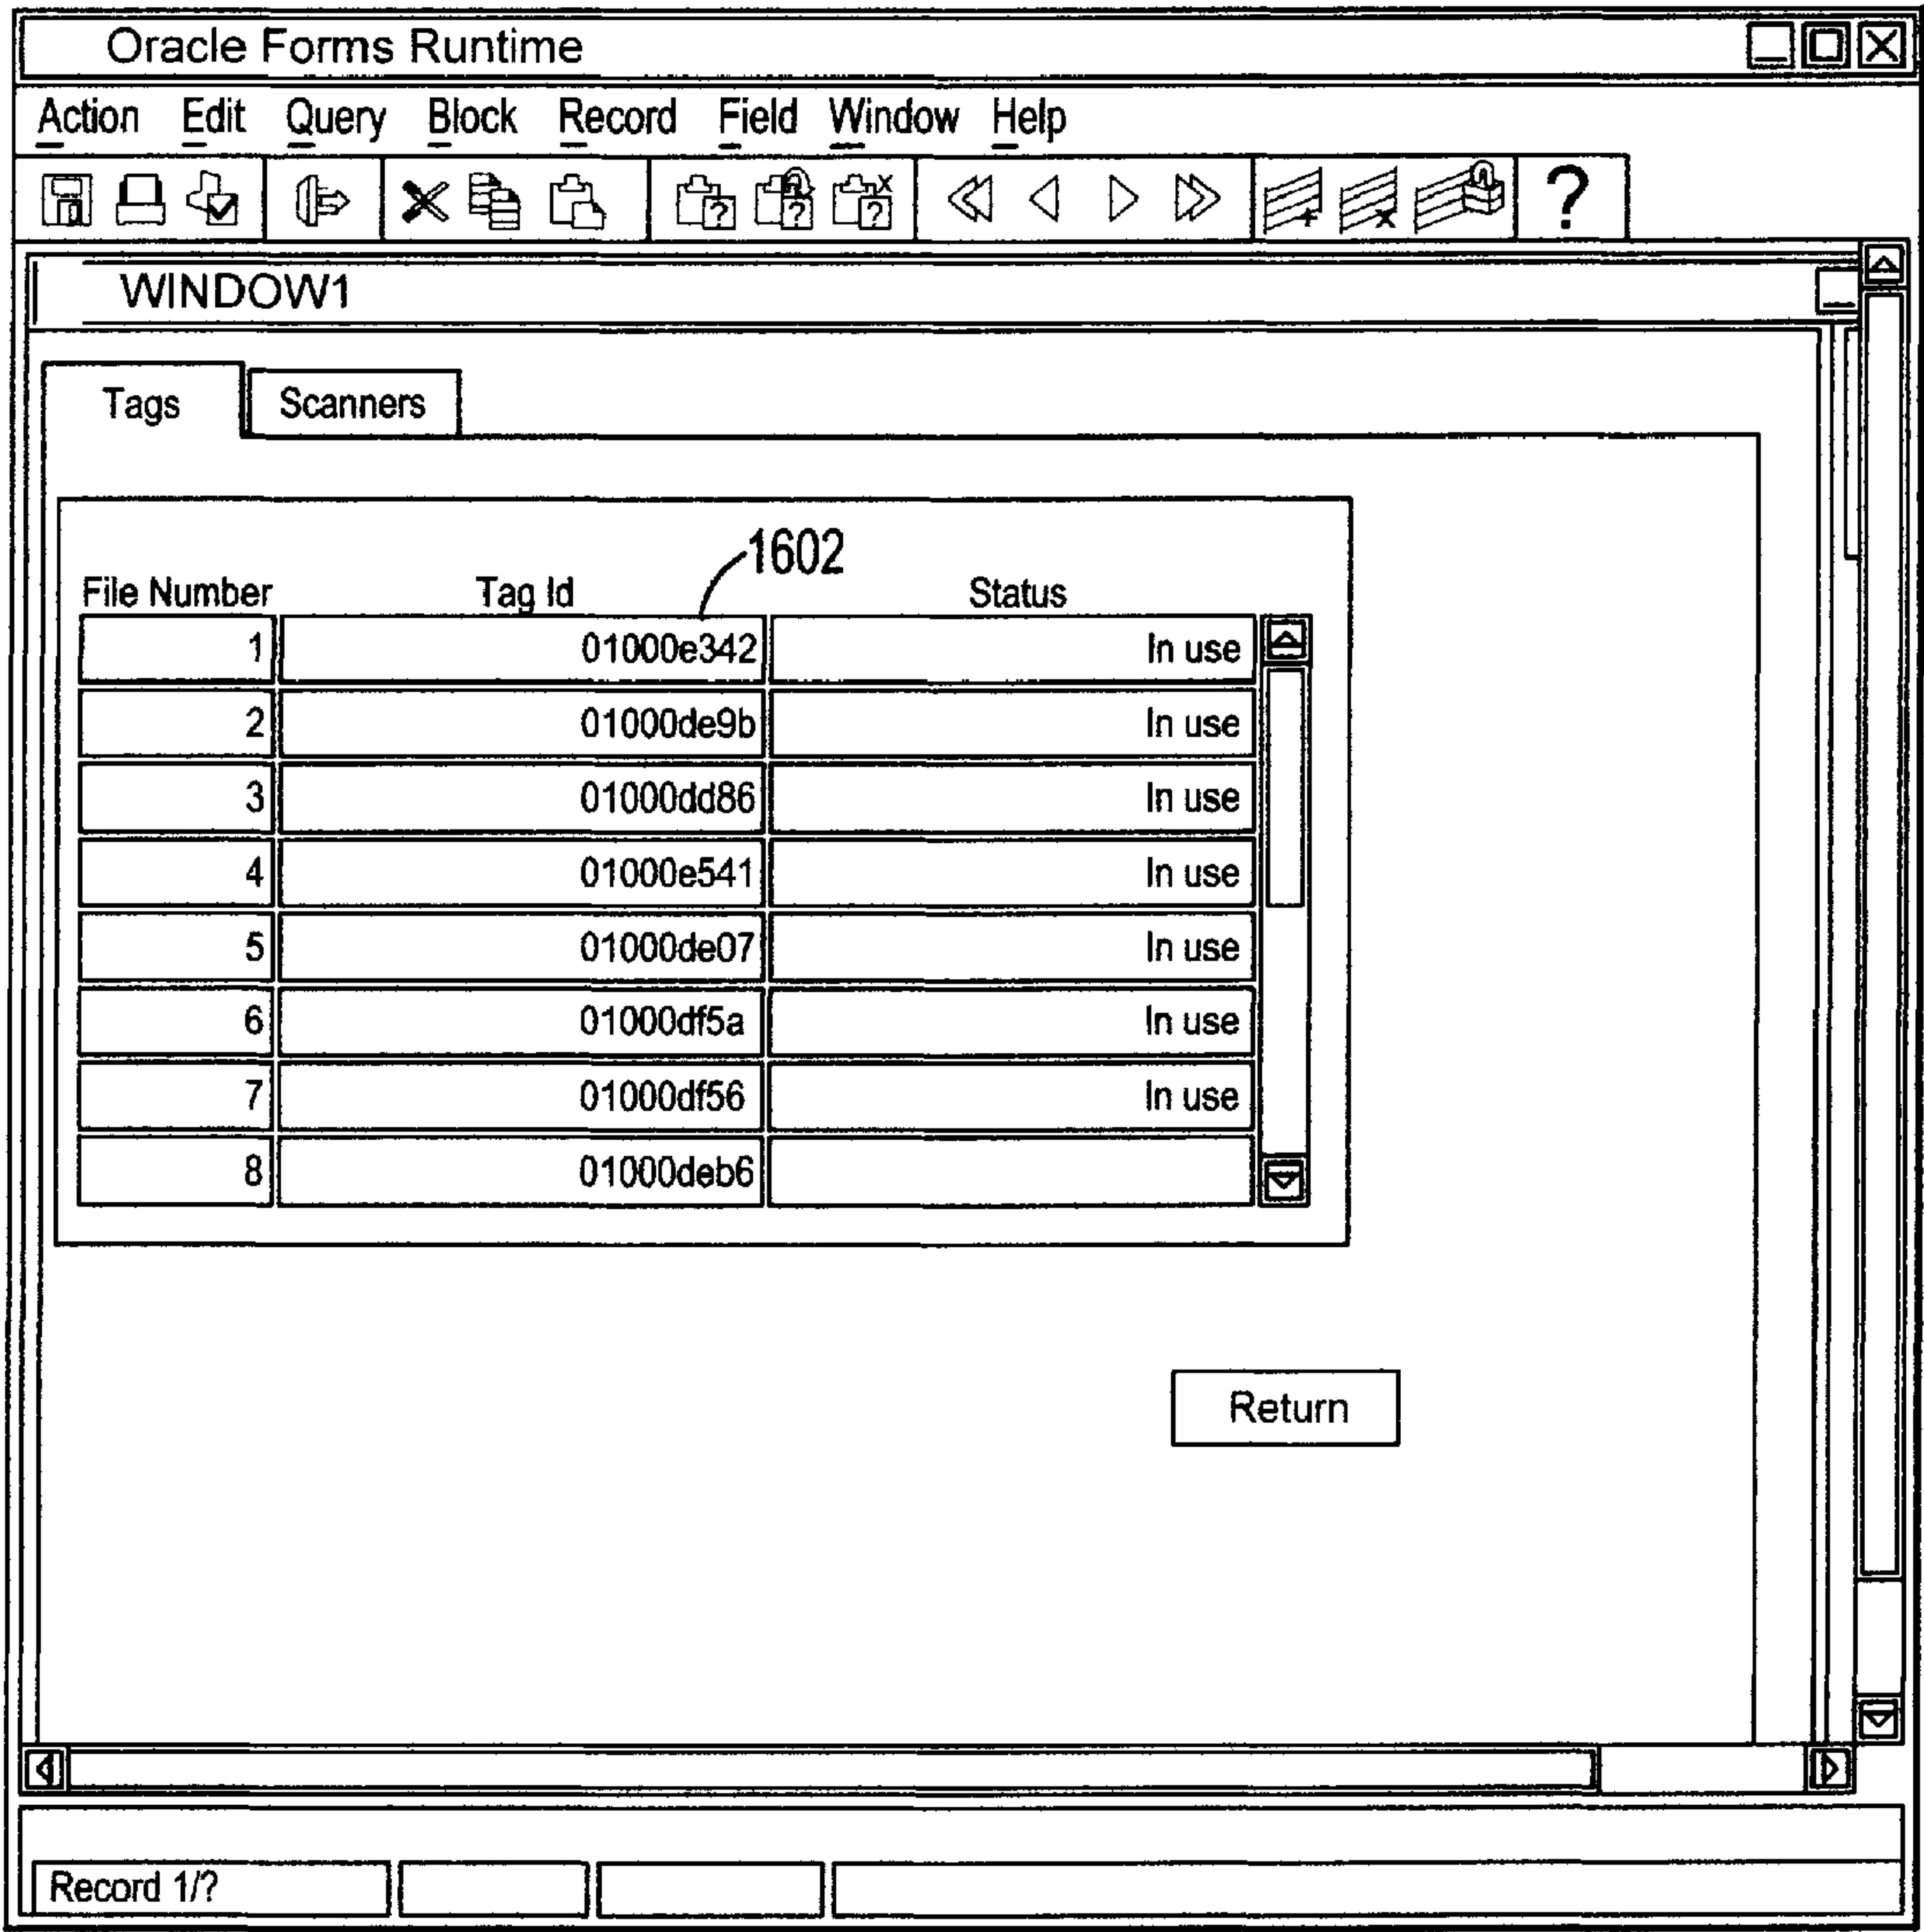 Oracle Forms Runtime
Action Edit Query Block Record Field Window Help
?
WINDOW1
Tags Scanners
1602
File Number Tag Id Status
1 01000e342 In use
2 01000de9b In use
3 01000dd86 In use
4 01000e541 In use
5 01000de07 In use
6 01000df5a In use
7 01000df56 In use
8 01000deb6
Return
Record 1/?